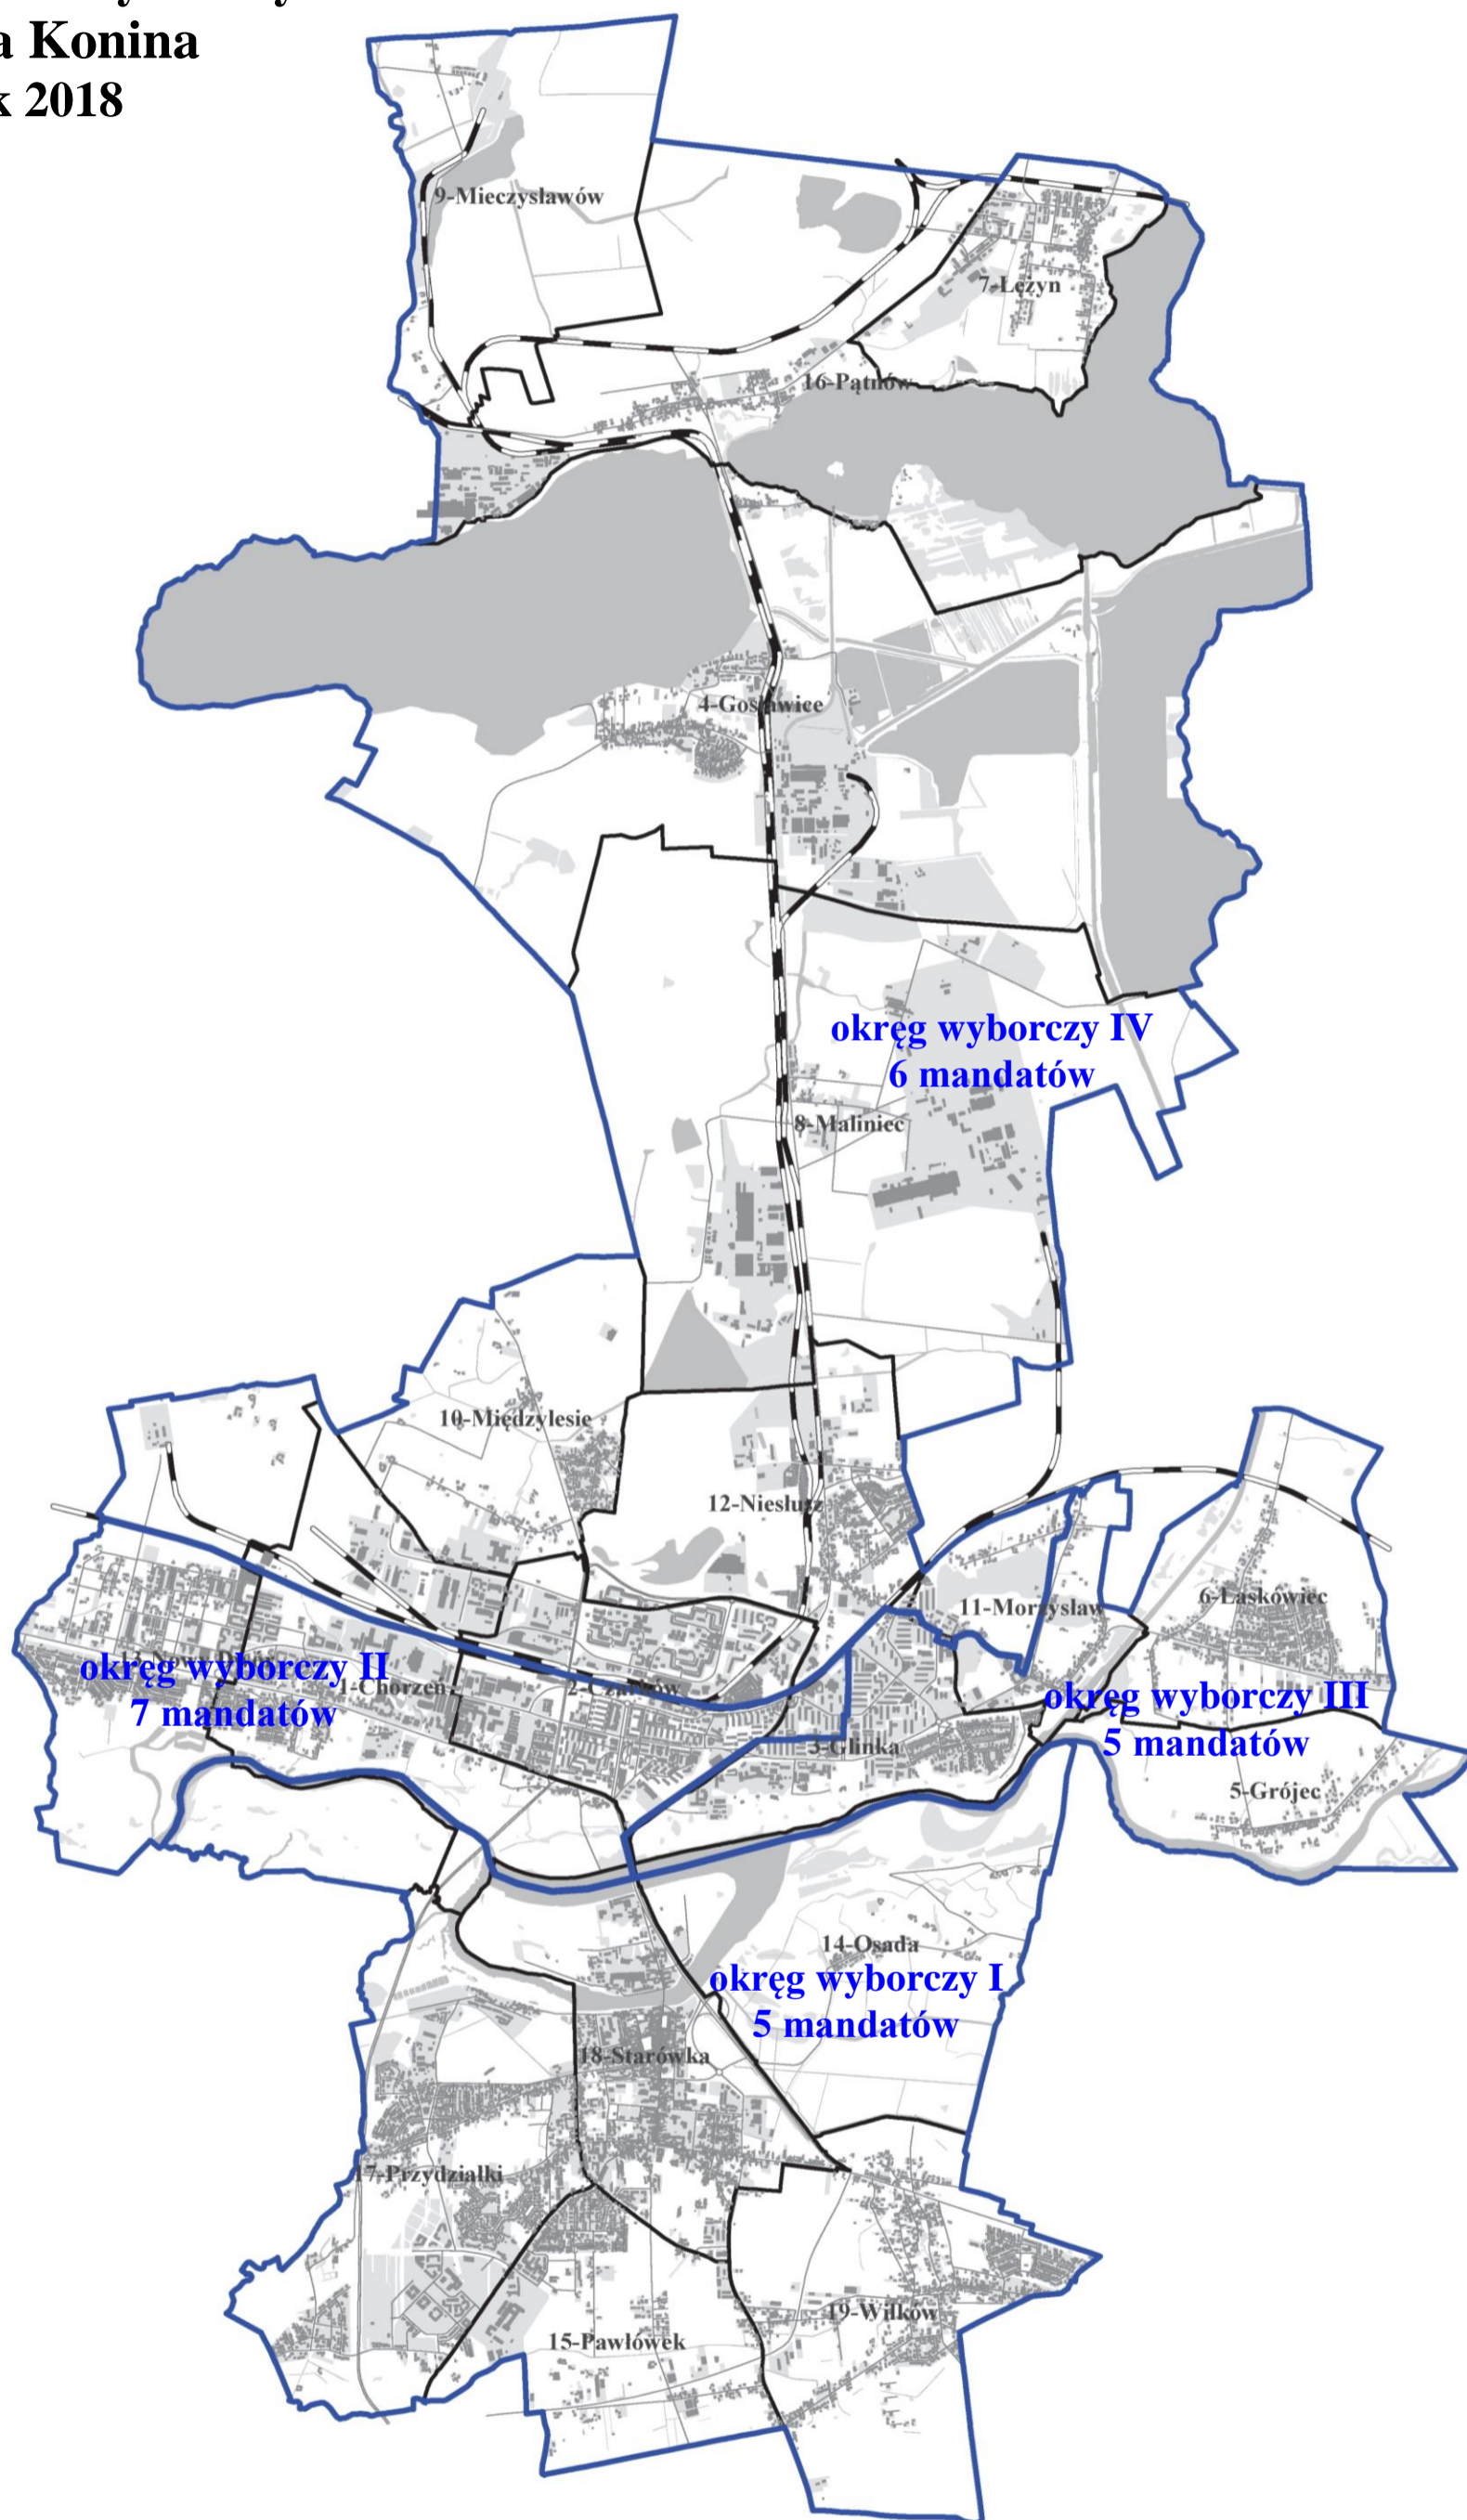 a Konina
k 2018
9-Mieczysławów
7-Łężyn
16-Pątnów
4-Gosławice
okręg wyborczy IV
6 mandatów
8-Maliniec
10-Międzylesie
12-Niesłusz
11-Morzysław
6-Laskówiec
okręg wyborczy II
7 mandatów
1-Chorzeń
2-Czarków
okręg wyborczy III
5 mandatów
3-Glinka
5-Grójec
14-Osada
okręg wyborczy I
5 mandatów
18-Starówka
17-Przydziałki
19-Wilków
15-Pawłówek